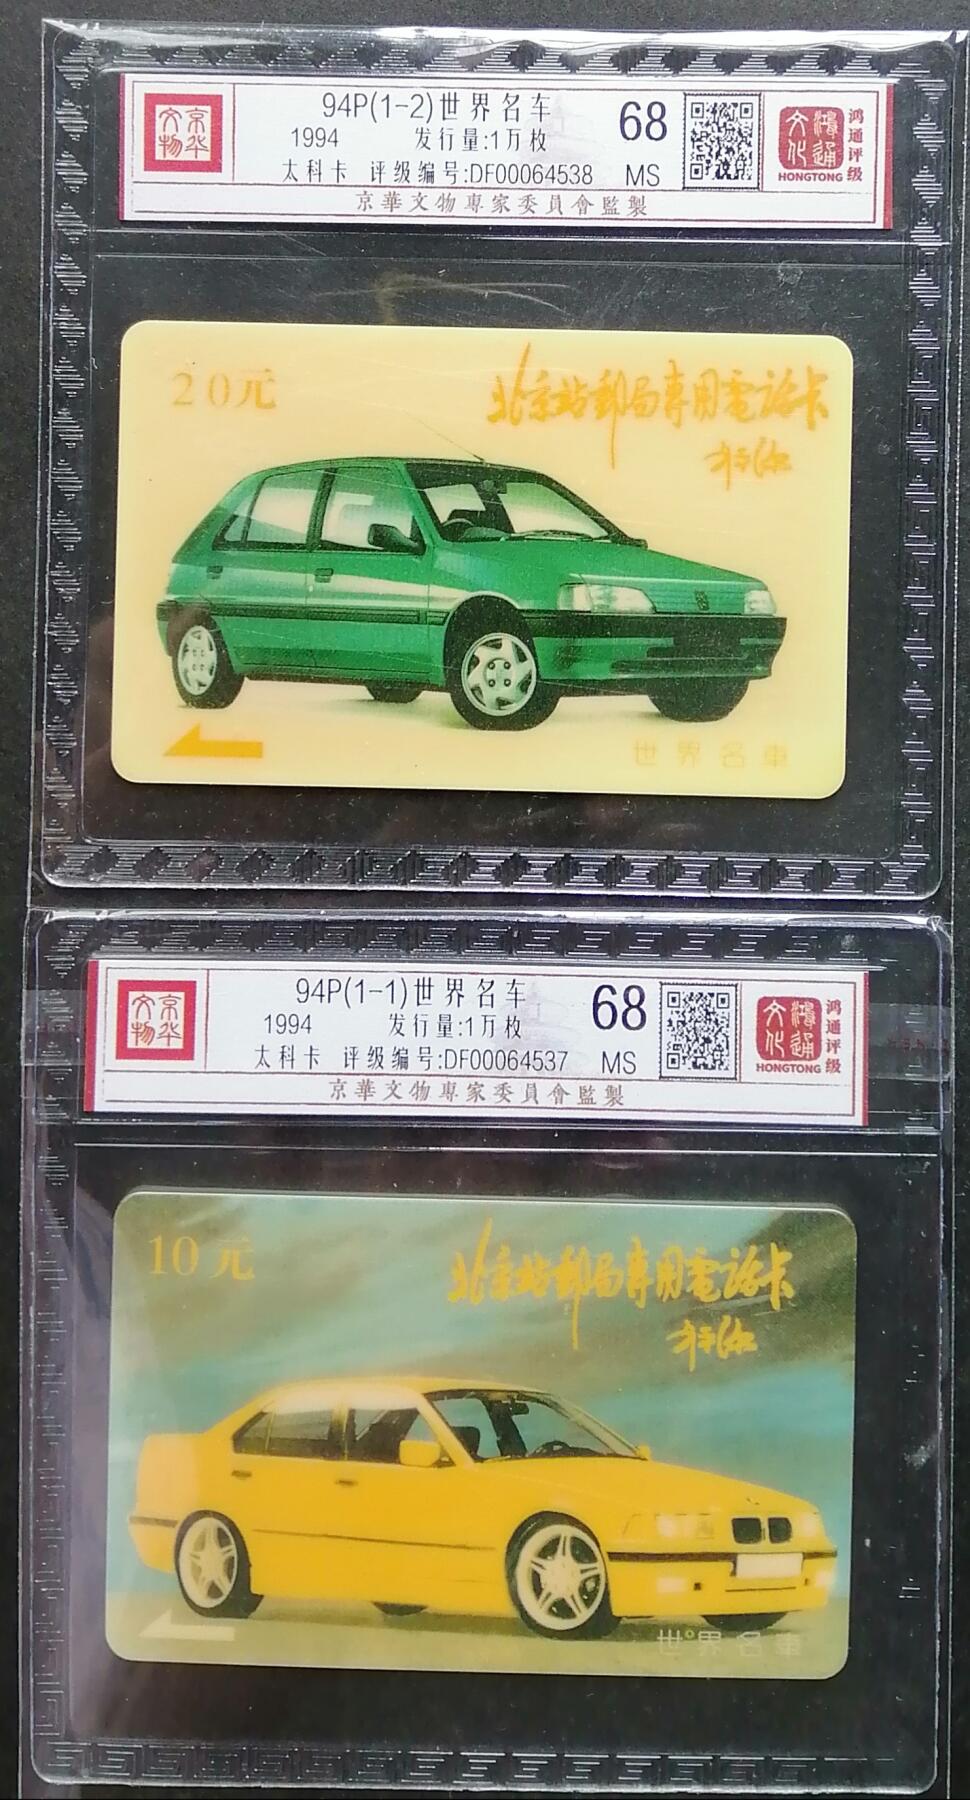 京华文物
94P(1-2)世界名车
1994 发行量:1万枚
太科卡 评级编号:DF00064538
68
MS
鸿通文化
HONGTONG
鸿通评级
京華文物專家委員會監製
20元
北京站郵局專用電話卡
世界名車
京华文物
94P(1-1)世界名车
1994 发行量:1万枚
太科卡 评级编号:DF00064537
68
MS
鸿通文化
HONGTONG
鸿通评级
京華文物專家委員會監製
10元
北京站郵局專用電話卡
世界名車